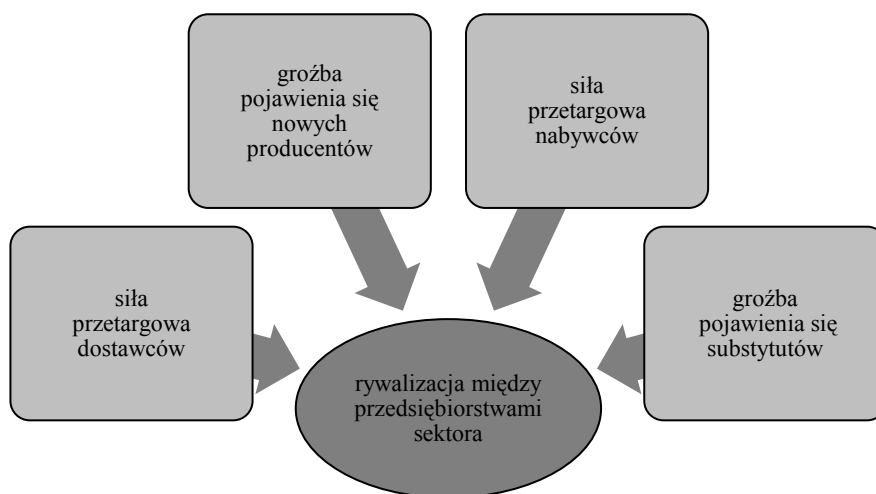 groźba
pojawienia się
nowych
producentów
siła
przetargowa
nabywców
siła
przetargowa
dostawców
groźba
pojawienia się
substytutów
rywalizacja między
przedsiębiorstwami
sektora